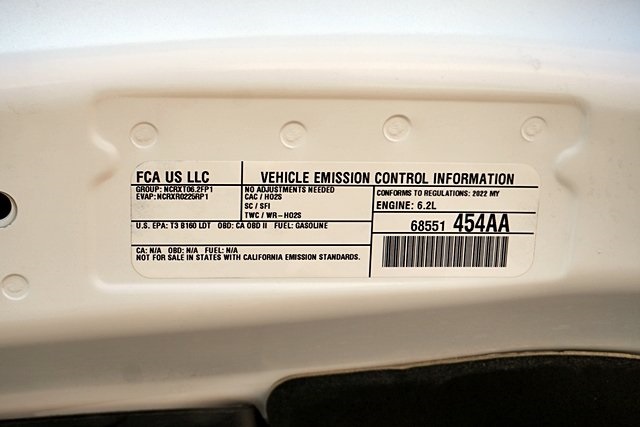 FCA US LLC
VEHICLE EMISSION CONTROL INFORMATION
GROUP: NCRXT06.2FP1
EVAP: NCRXR0225RP1
NO ADJUSTMENTS NEEDED
CAC / HO2S
SC / SFI
TWC / WR-HO2S
CONFORMS TO REGULATIONS: 2022 MY
ENGINE: 6.2L
U.S. EPA: T3 B160 LDT OBD: CA OBD II FUEL: GASOLINE
68551 454AA
CA: N/A OBD: N/A FUEL: N/A
NOT FOR SALE IN STATES WITH CALIFORNIA EMISSION STANDARDS.